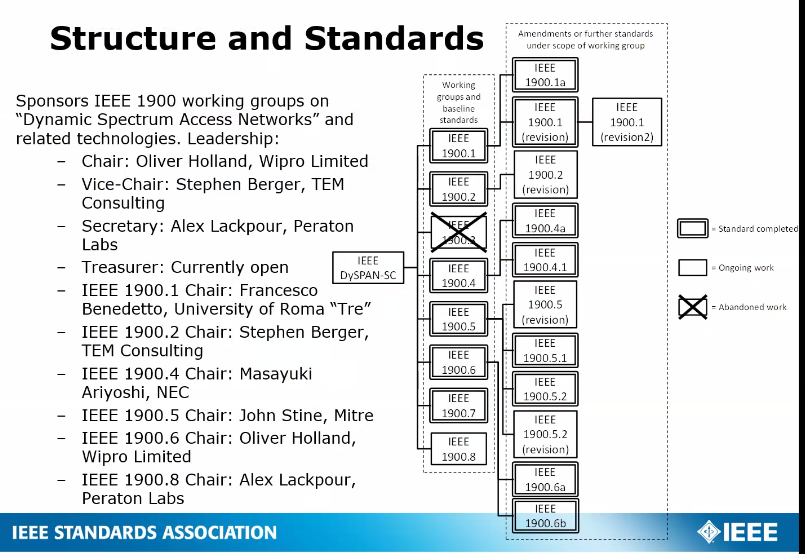 Structure and Standards
Sponsors IEEE 1900 working groups on
“Dynamic Spectrum Access Networks” and
related technologies. Leadership:
– Chair: Oliver Holland, Wipro Limited
– Vice-Chair: Stephen Berger, TEM
Consulting
– Secretary: Alex Lackpour, Peraton
Labs
– Treasurer: Currently open
– IEEE 1900.1 Chair: Francesco
Benedetto, University of Roma “Tre”
– IEEE 1900.2 Chair: Stephen Berger,
TEM Consulting
– IEEE 1900.4 Chair: Masayuki
Ariyoshi, NEC
– IEEE 1900.5 Chair: John Stine, Mitre
– IEEE 1900.6 Chair: Oliver Holland,
Wipro Limited
– IEEE 1900.8 Chair: Alex Lackpour,
Peraton Labs
IEEE
DySPAN-SC
Working
groups and
baseline
standards
IEEE
1900.1
IEEE
1900.2
IEEE
1900.3
IEEE
1900.4
IEEE
1900.5
IEEE
1900.6
IEEE
1900.7
IEEE
1900.8
Amendments or further standards
under scope of working group
IEEE
1900.1a
IEEE
1900.1
(revision)
IEEE
1900.1
(revision2)
IEEE
1900.2
(revision)
IEEE
1900.4a
IEEE
1900.4.1
IEEE
1900.5
(revision)
IEEE
1900.5.1
IEEE
1900.5.2
IEEE
1900.5.2
(revision)
IEEE
1900.6a
IEEE
1900.6b
= Standard completed
= Ongoing work
= Abandoned work
IEEE STANDARDS ASSOCIATION
IEEE